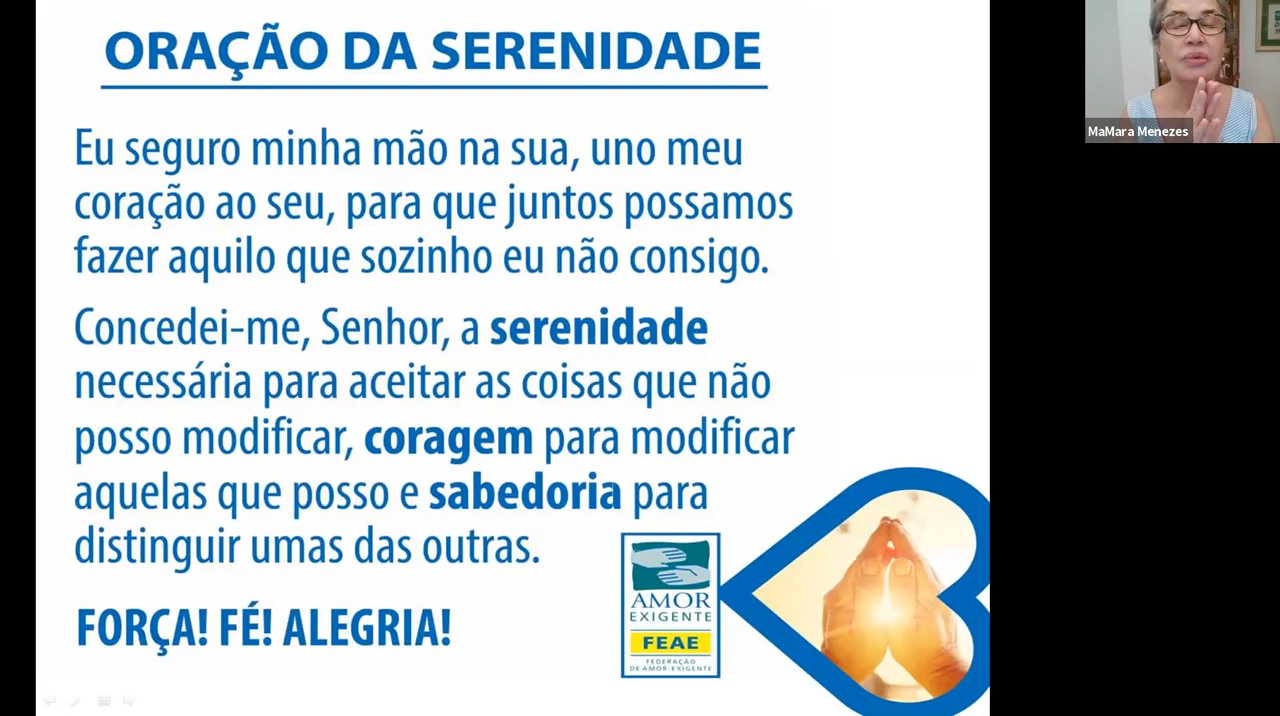 ORAÇÃO DA SERENIDADE
Eu seguro minha mão na sua, uno meu
coração ao seu, para que juntos possamos
fazer aquilo que sozinho eu não consigo.
Concedei-me, Senhor, a serenidade
necessária para aceitar as coisas que não
posso modificar, coragem para modificar
aquelas que posso e sabedoria para
distinguir umas das outras.
FORÇA! FÉ! ALEGRIA!
AMOR
EXIGENTE
FEAE
FEDERAÇÃO
DE AMOR-EXIGENTE
MaMara Menezes